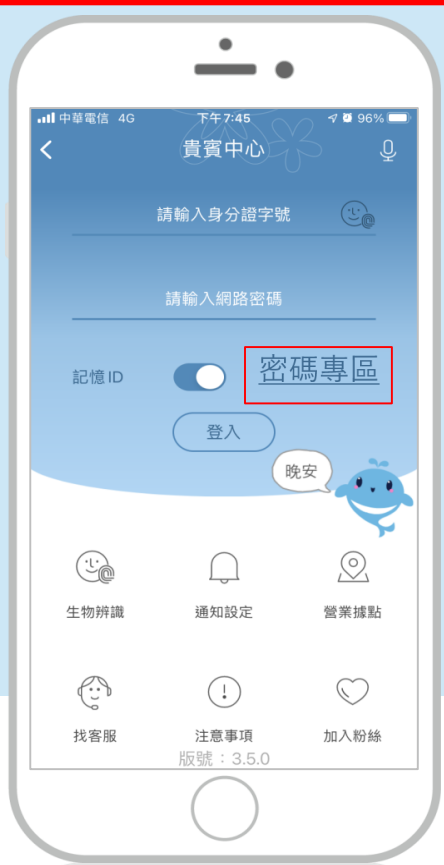 中華電信 4G 下午7:45 96%
貴賓中心
請輸入身分證字號
請輸入網路密碼
記憶ID 密碼專區
登入
晚安
生物辨識 通知設定 營業據點
找客服 注意事項 加入粉絲
版號：3.5.0